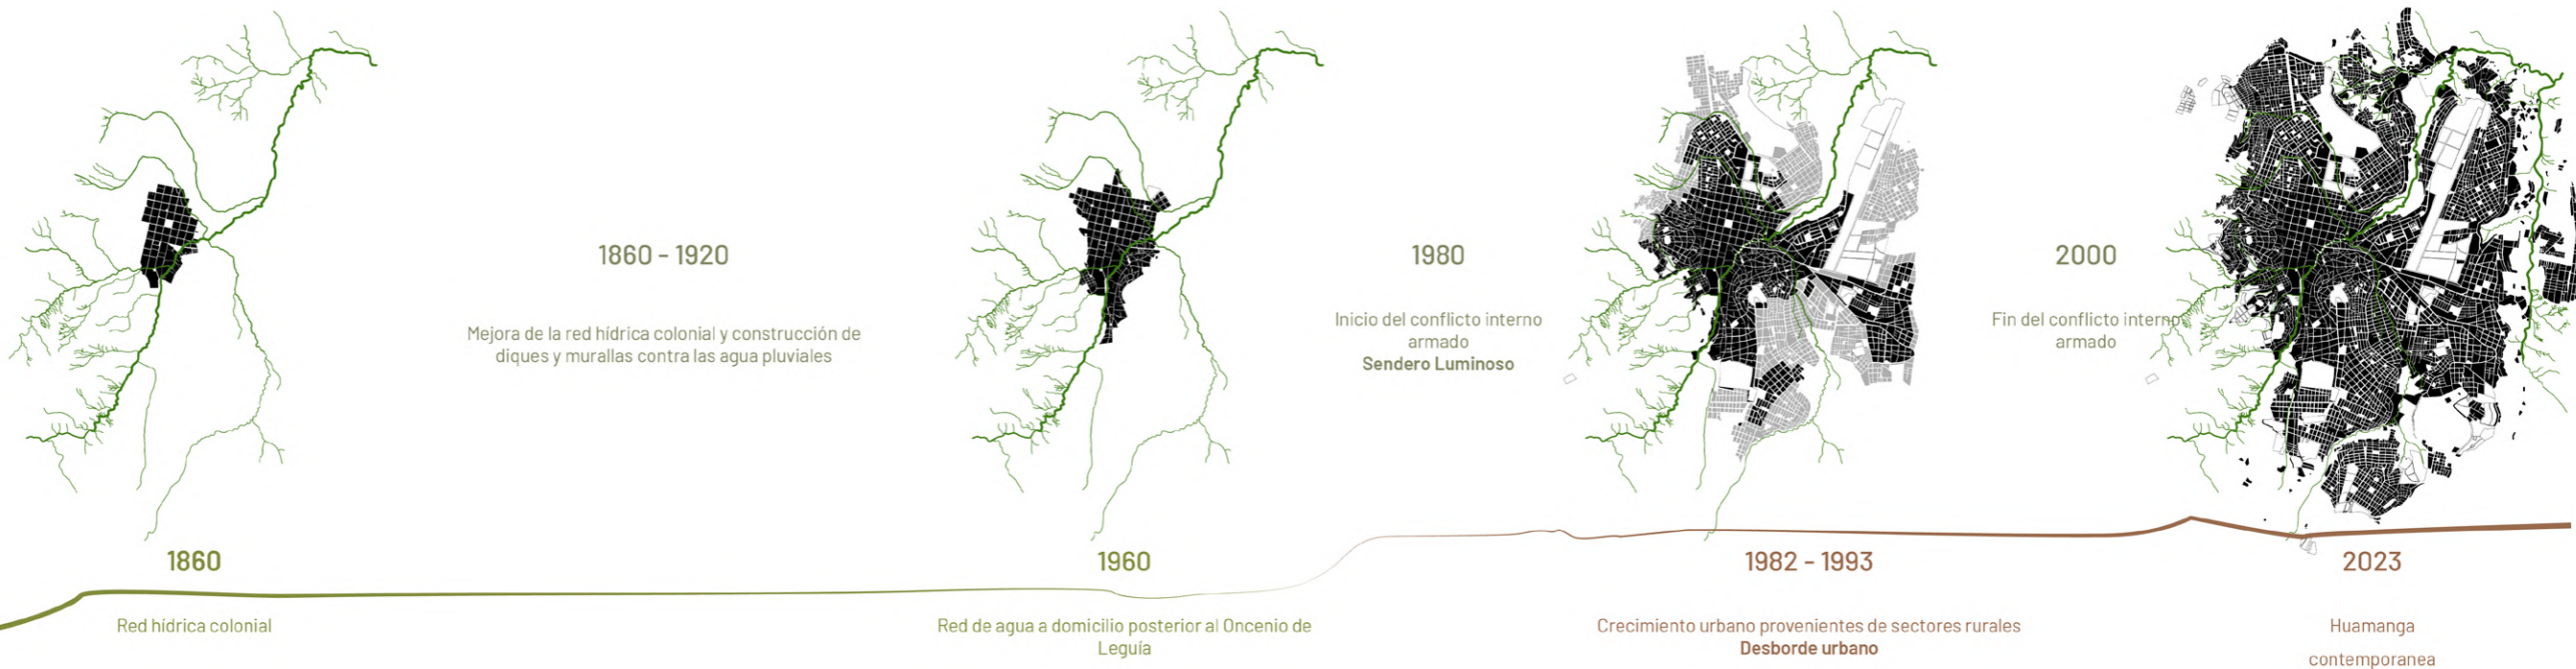 1860
Red hídrica colonial
1860 - 1920
Mejora de la red hídrica colonial y construcción de
diques y murallas contra las agua pluviales
1960
Red de agua a domicilio posterior al Oncenio de
Leguía
1980
Inicio del conflicto interno
armado
Sendero Luminoso
1982 - 1993
Crecimiento urbano provenientes de sectores rurales
Desborde urbano
2000
Fin del conflicto interno
armado
2023
Huamanga
contemporanea